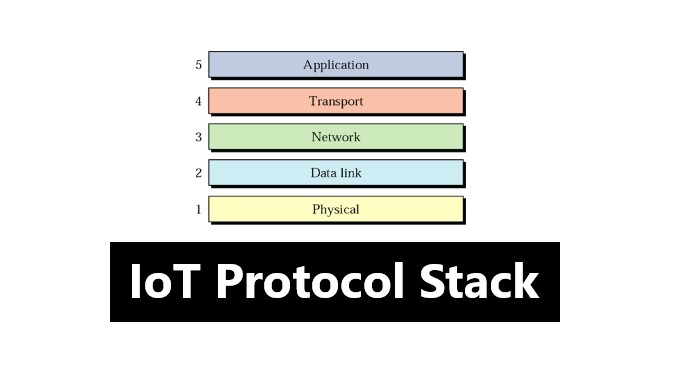 5 Application
4 Transport
3 Network
2 Data link
1 Physical
IoT Protocol Stack